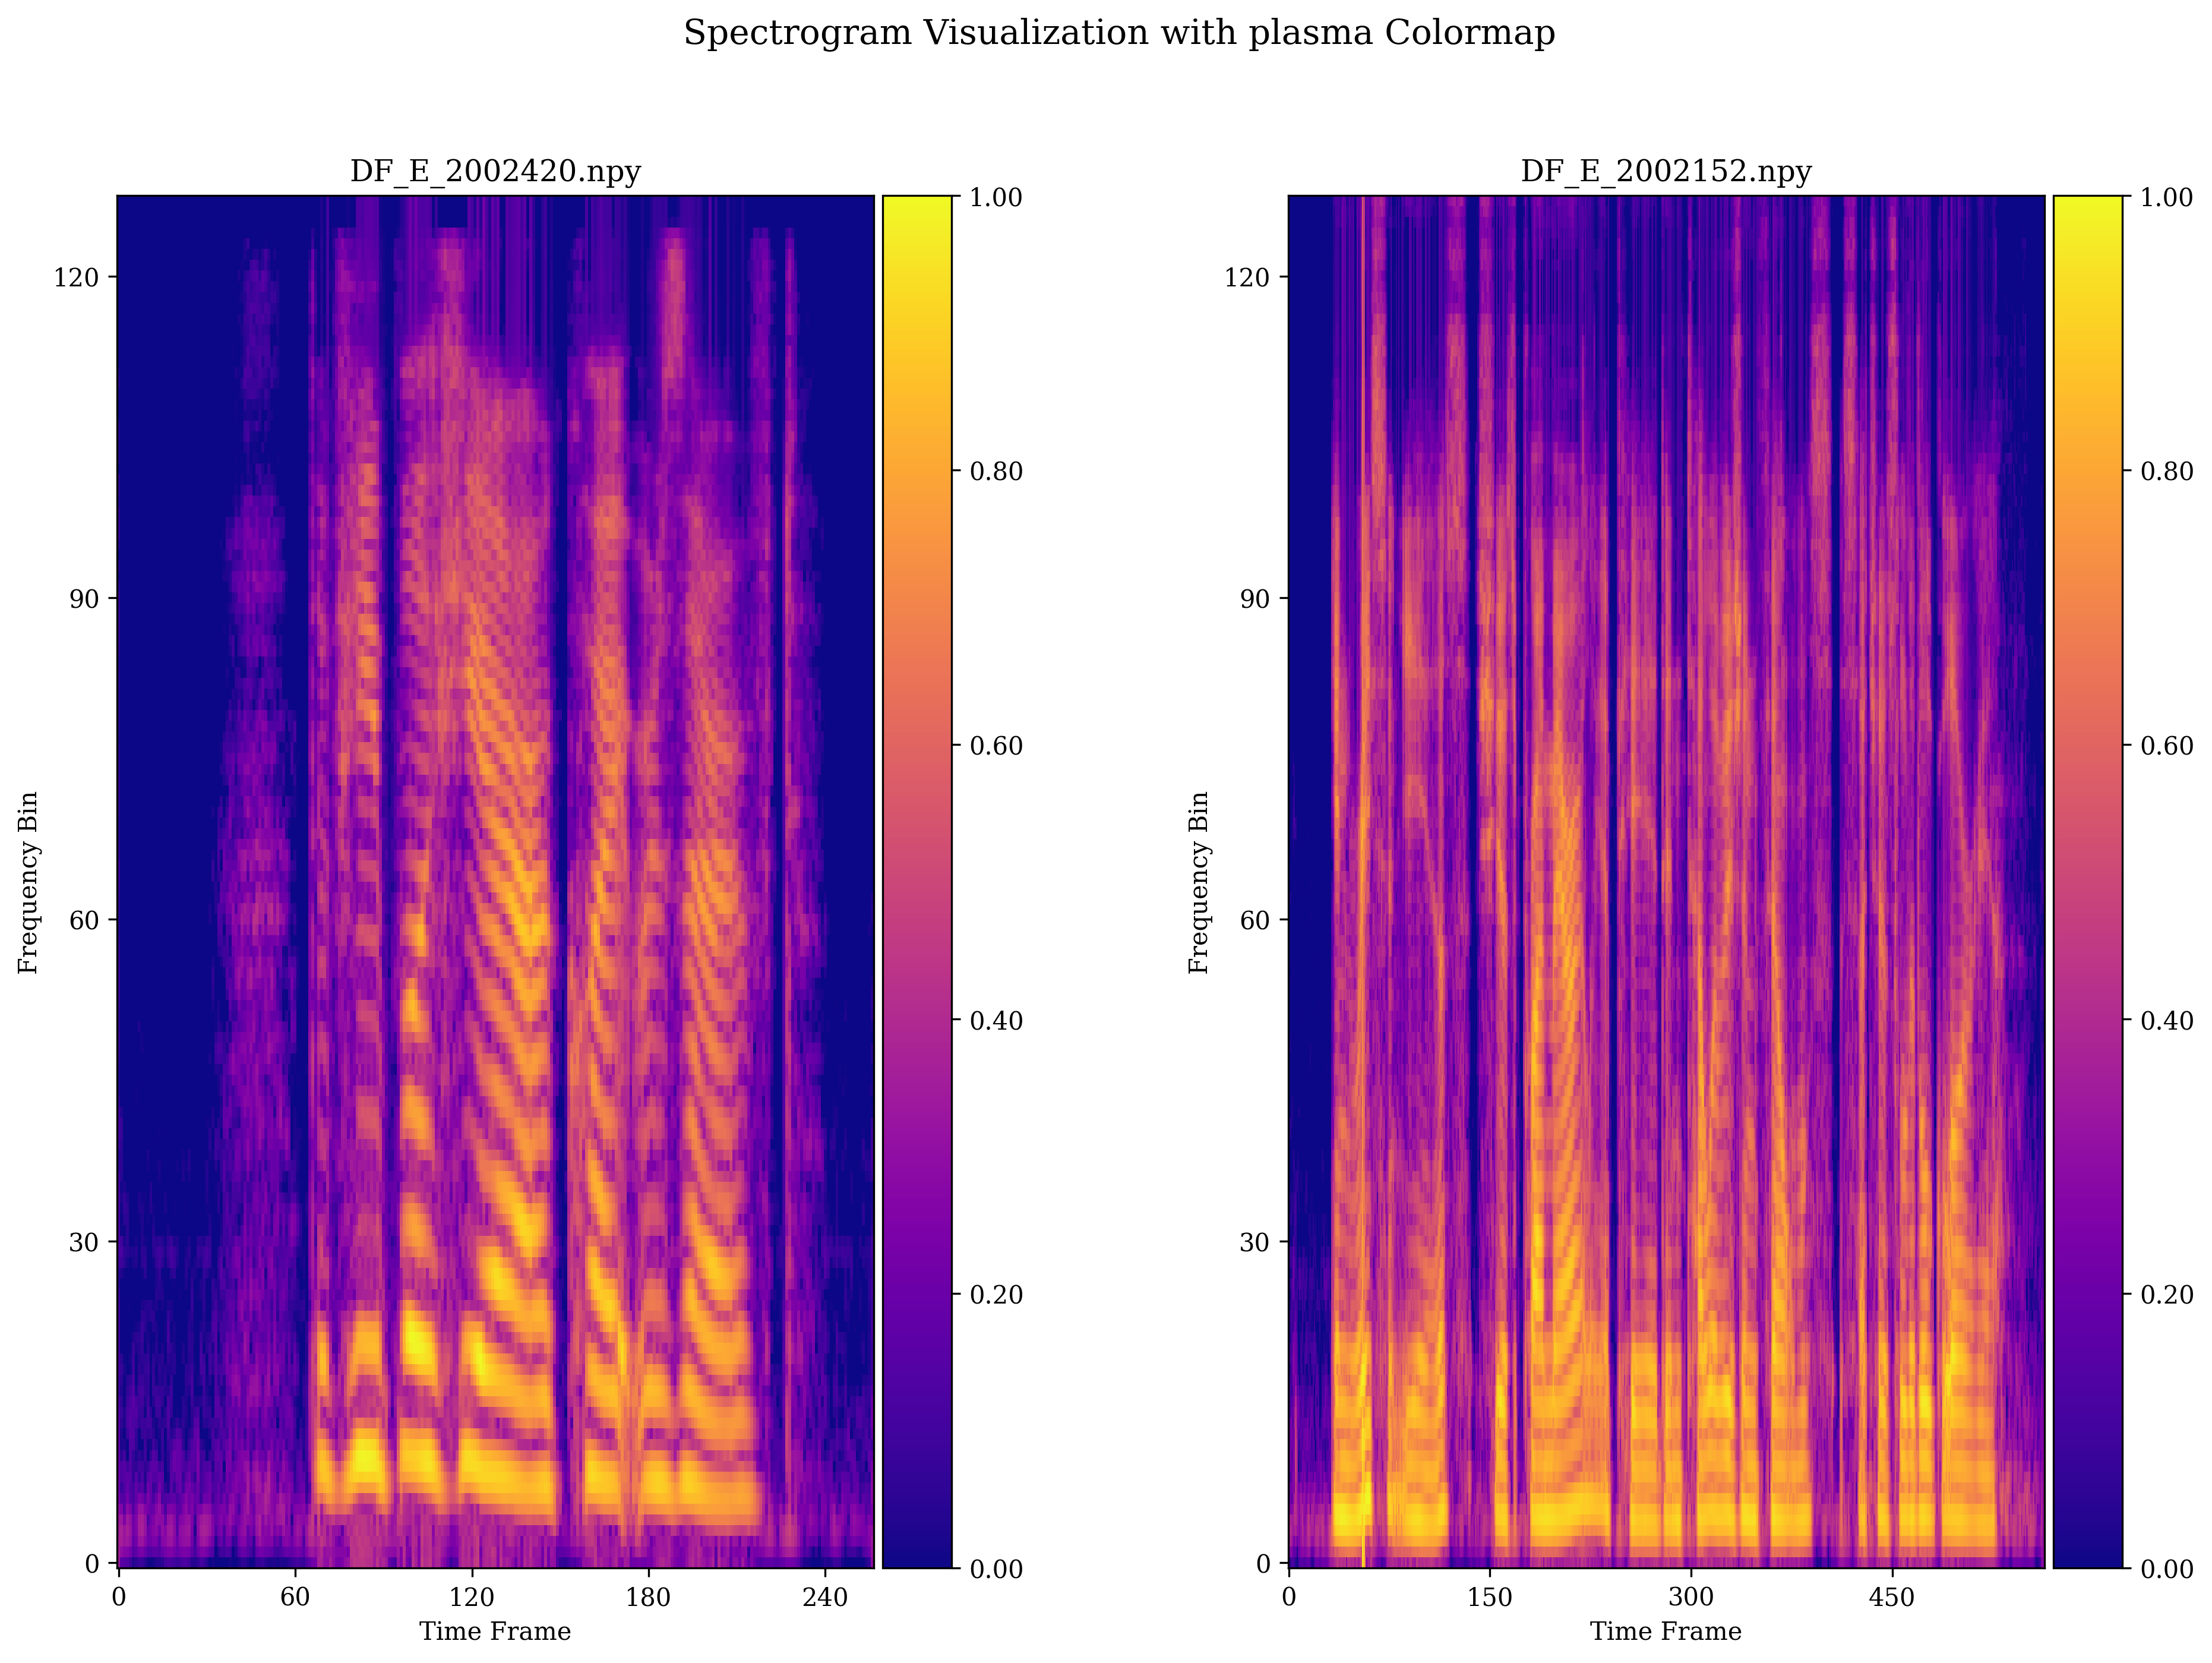 Spectrogram Visualization with plasma Colormap
DF_E_2002420.npy
Frequency Bin
120
90
60
30
0
0 60 120 180 240
Time Frame
1.00
0.80
0.60
0.40
0.20
0.00
DF_E_2002152.npy
Frequency Bin
120
90
60
30
0
0 150 300 450
Time Frame
1.00
0.80
0.60
0.40
0.20
0.00